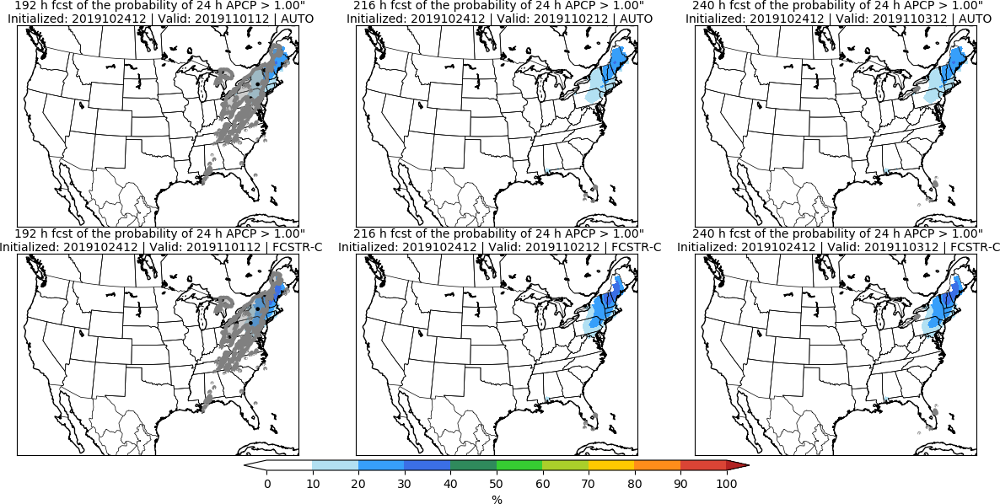 192 h fcst of the probability of 24 h APCP > 1.00"
Initialized: 2019102412 | Valid: 2019110112 | AUTO
216 h fcst of the probability of 24 h APCP > 1.00"
Initialized: 2019102412 | Valid: 2019110212 | AUTO
240 h fcst of the probability of 24 h APCP > 1.00"
Initialized: 2019102412 | Valid: 2019110312 | AUTO
192 h fcst of the probability of 24 h APCP > 1.00"
Initialized: 2019102412 | Valid: 2019110112 | FCSTR-C
216 h fcst of the probability of 24 h APCP > 1.00"
Initialized: 2019102412 | Valid: 2019110212 | FCSTR-C
240 h fcst of the probability of 24 h APCP > 1.00"
Initialized: 2019102412 | Valid: 2019110312 | FCSTR-C
0 10 20 30 40 50 60 70 80 90 100
%